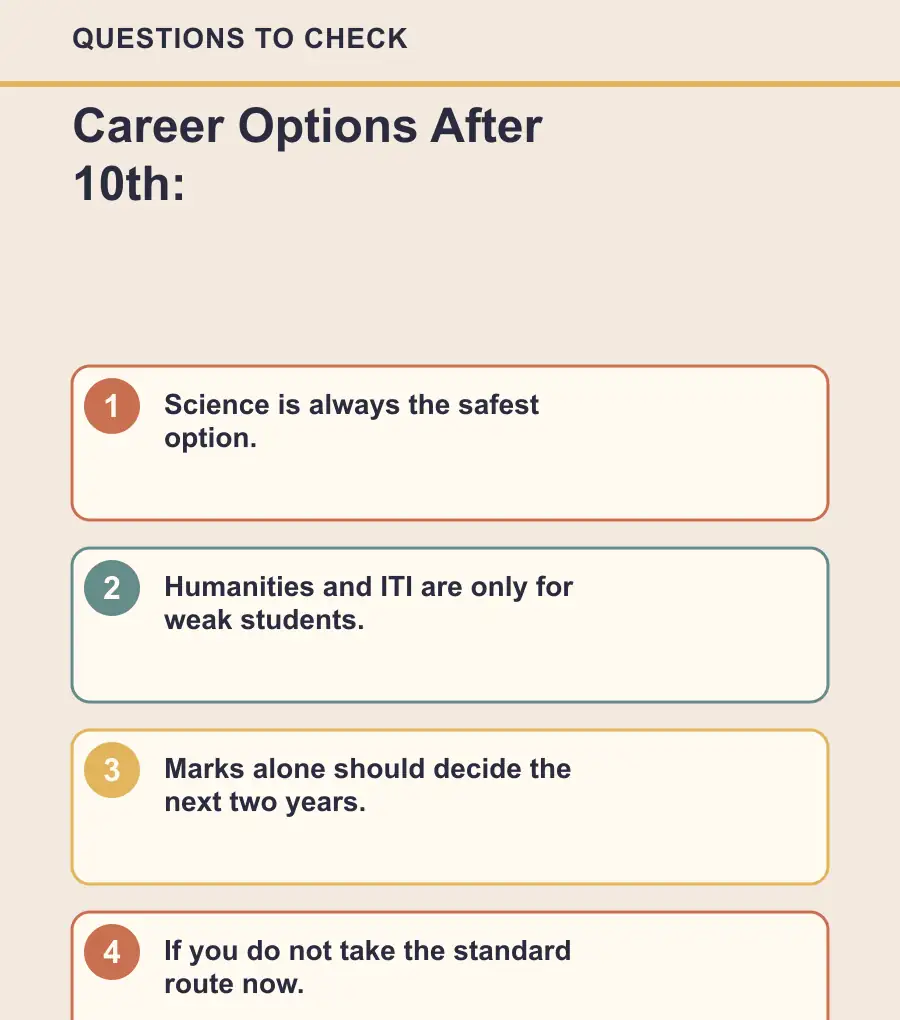 QUESTIONS TO CHECK
Career Options After
10th:
1
Science is always the safest
option.
2
Humanities and ITI are only for
weak students.
3
Marks alone should decide the
next two years.
4
If you do not take the standard
route now.